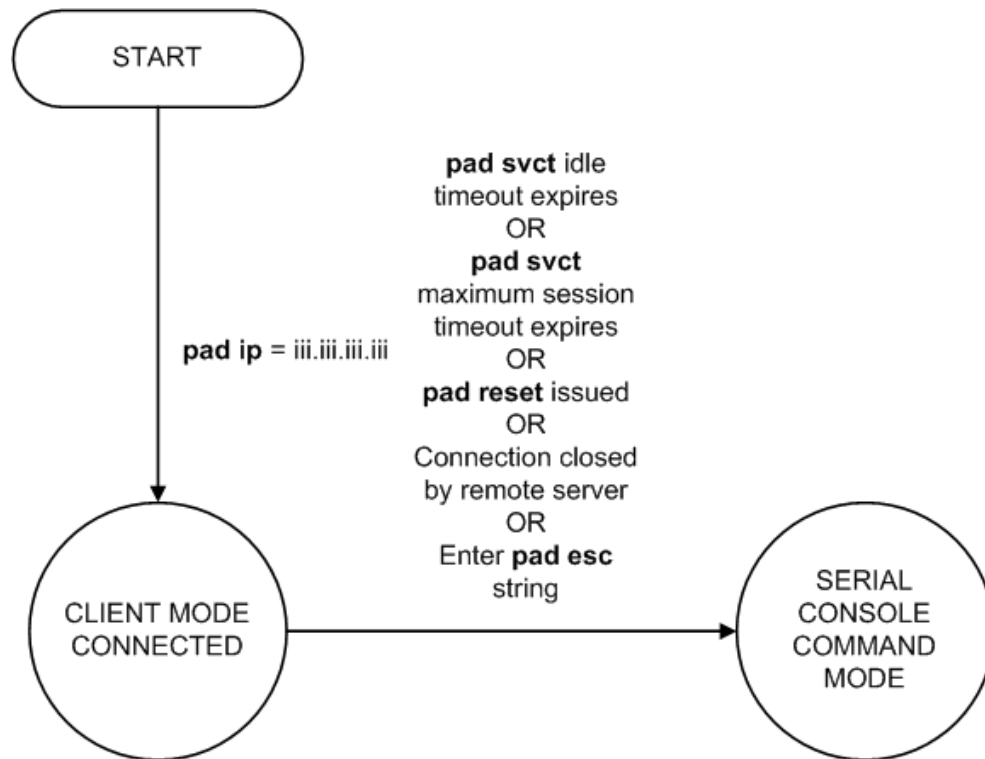 START
pad svct idle
timeout expires
OR
pad svct
maximum session
timeout expires
OR
pad reset issued
OR
Connection closed
by remote server
OR
Enter pad esc
string
pad ip = iii.iii.iii.iii
CLIENT MODE
CONNECTED
SERIAL
CONSOLE
COMMAND
MODE